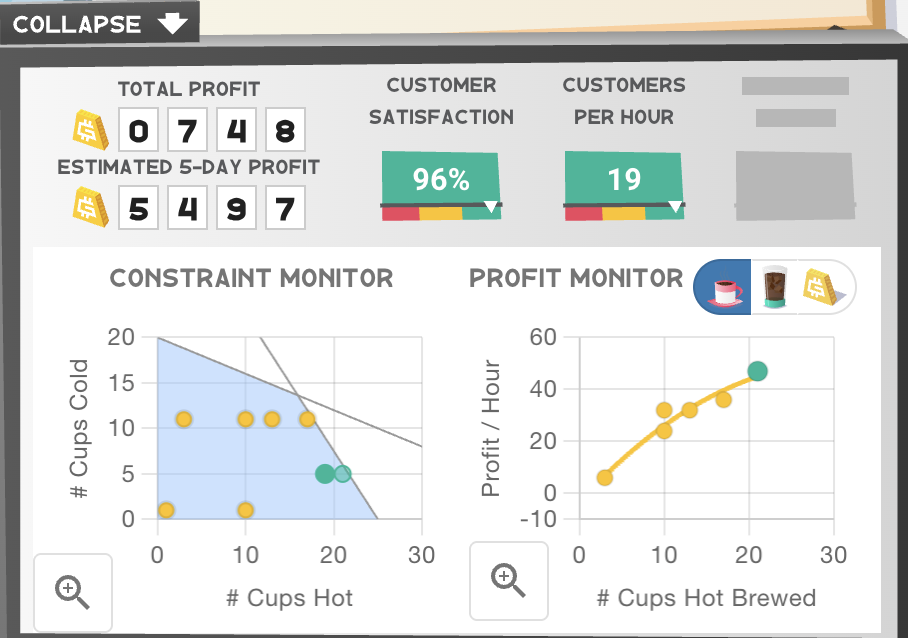 COLLAPSE
TOTAL PROFIT
0 7 4 8
ESTIMATED 5-DAY PROFIT
5 4 9 7
CUSTOMER
SATISFACTION
96%
CUSTOMERS
PER HOUR
19
CONSTRAINT MONITOR
# Cups Cold
20
15
10
5
0
0 10 20 30
# Cups Hot
PROFIT MONITOR
Profit / Hour
60
40
20
0
-10
0 10 20 30
# Cups Hot Brewed